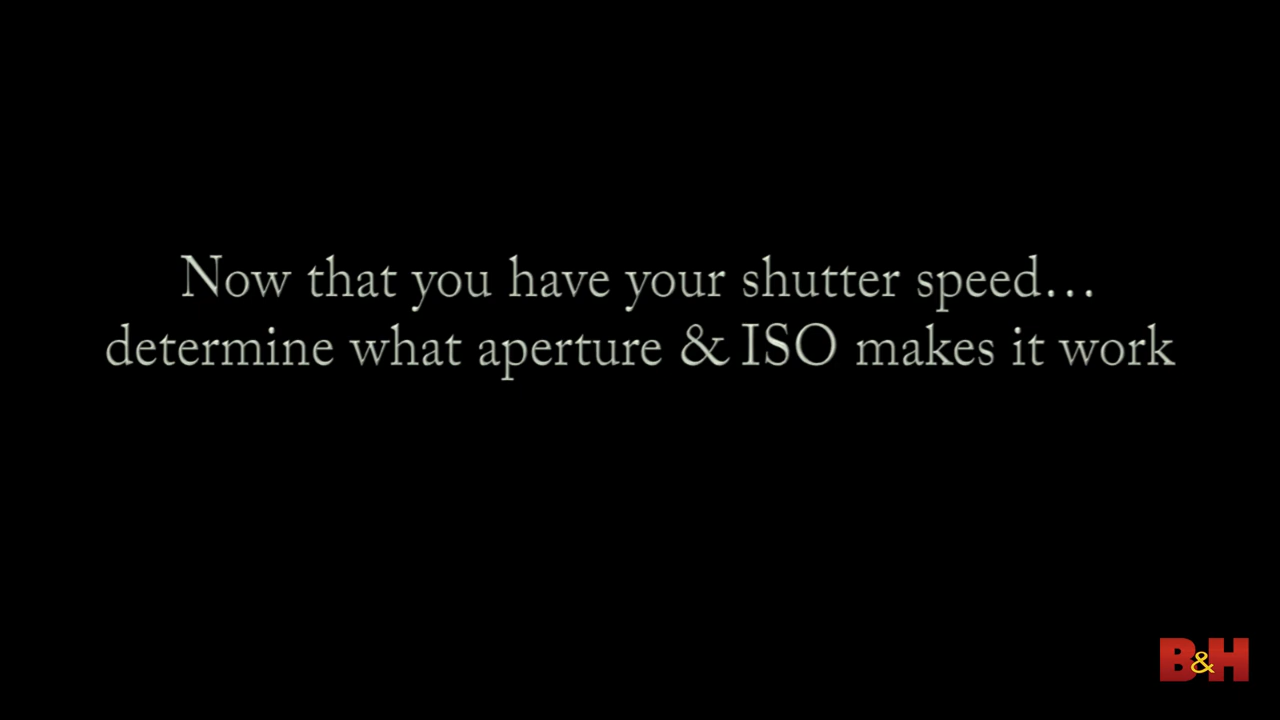 Now that you have your shutter speed…
determine what aperture & ISO makes it work
B&H